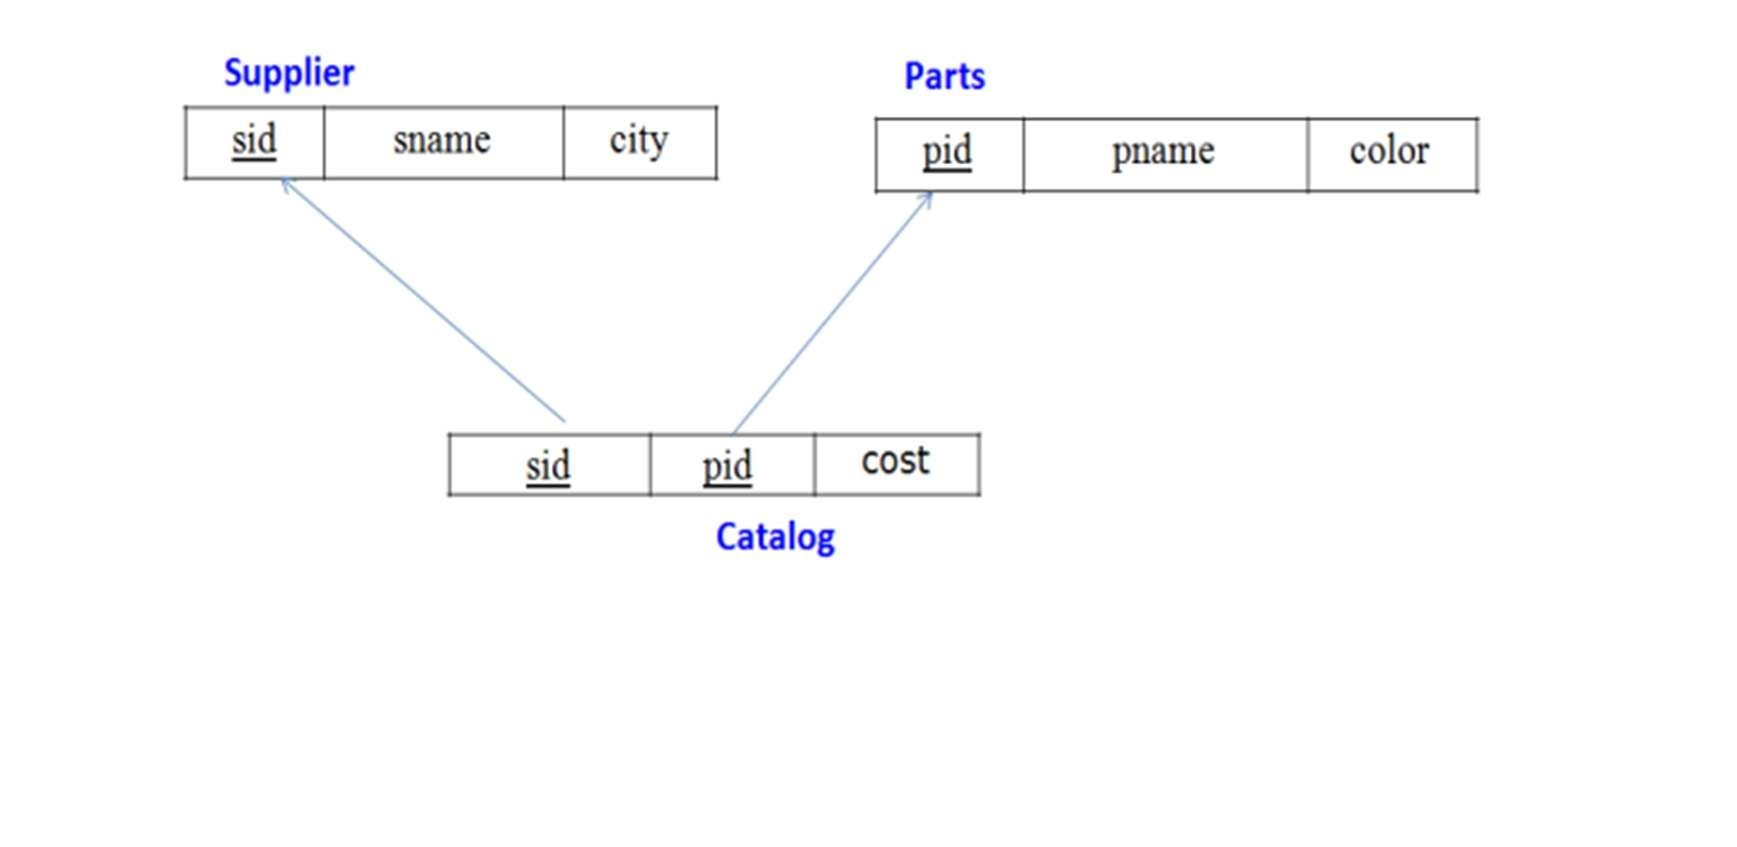 Supplier
sid sname city
Parts
pid pname color
sid pid cost
Catalog